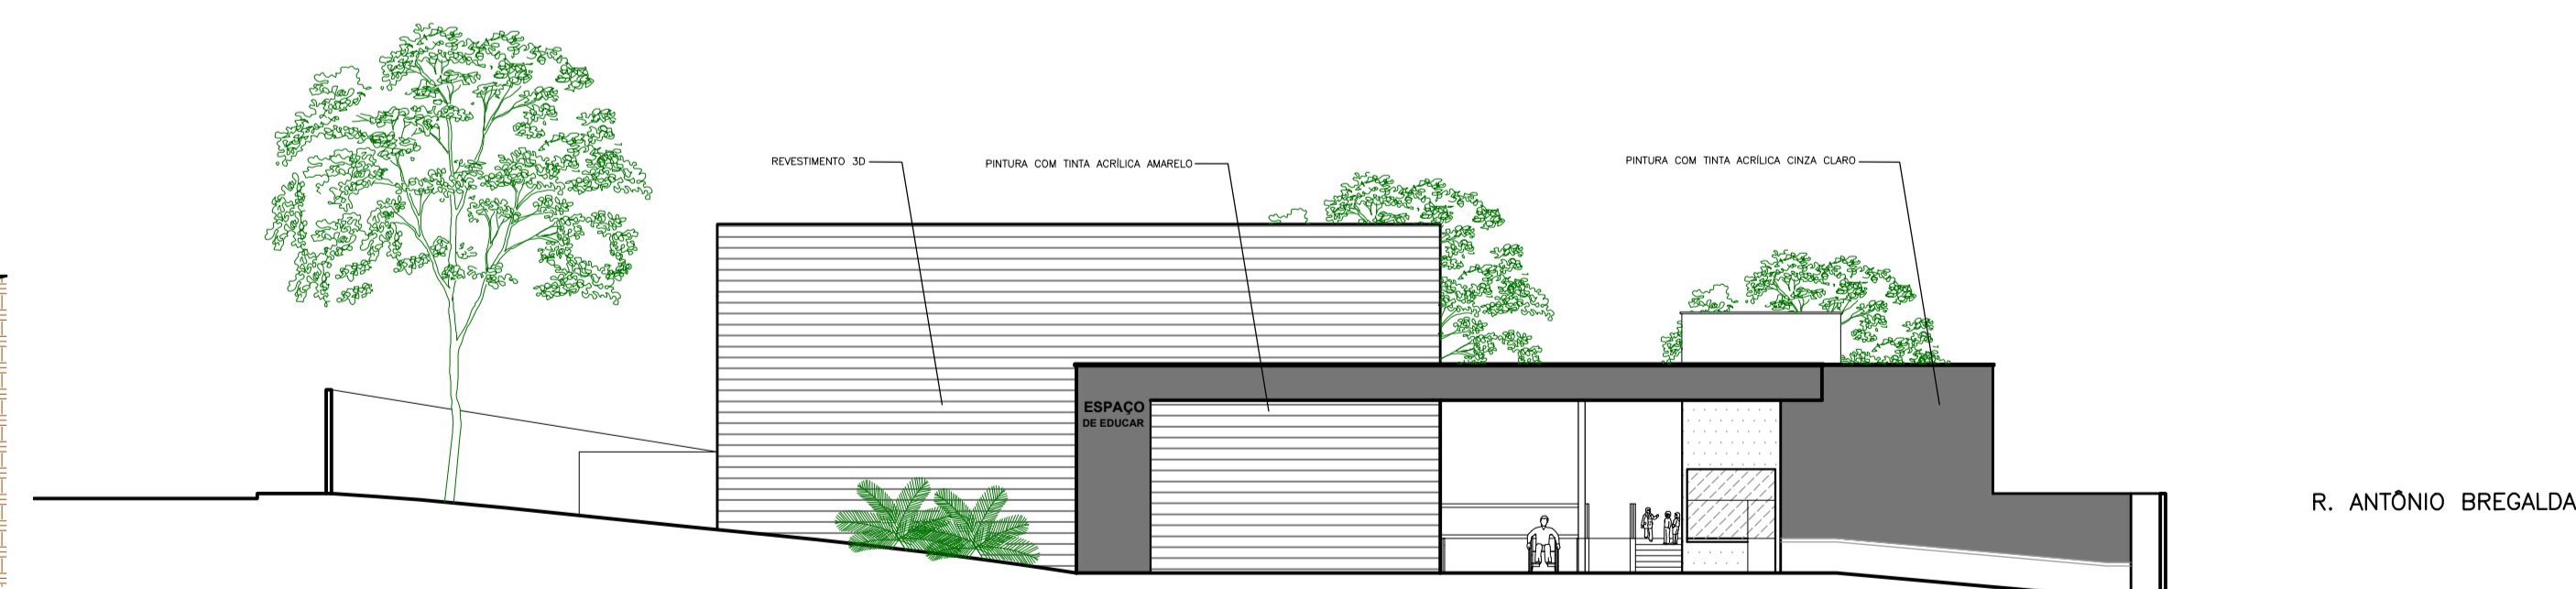 REVESTIMENTO 3D
PINTURA COM TINTA ACRÍLICA AMARELO
PINTURA COM TINTA ACRÍLICA CINZA CLARO
ESPAÇO
DE EDUCAR
R. ANTÔNIO BREGALDA